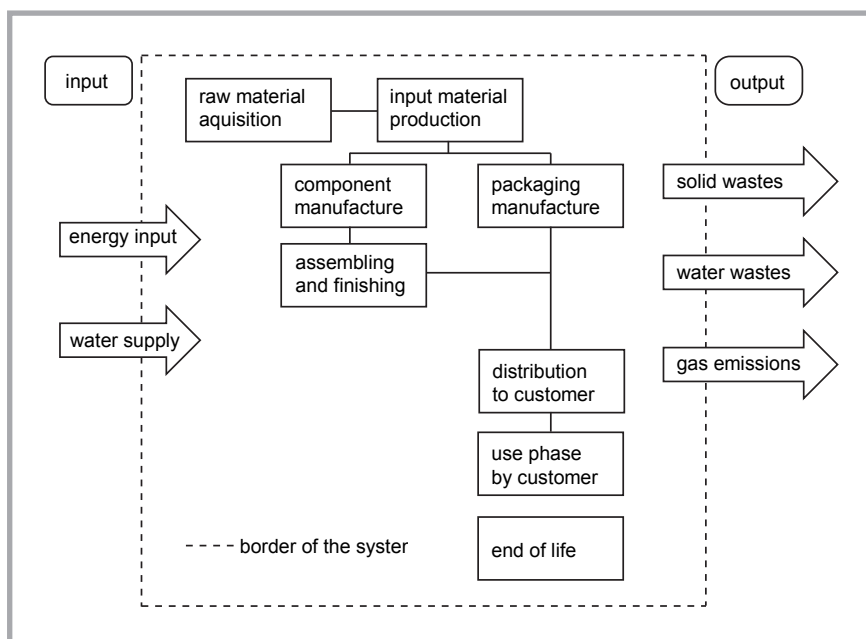 input
output
raw material
aquisition
input material
production
component
manufacture
packaging
manufacture
solid wastes
energy input
assembling
and finishing
water wastes
water supply
gas emissions
distribution
to customer
use phase
by customer
border of the syster
end of life